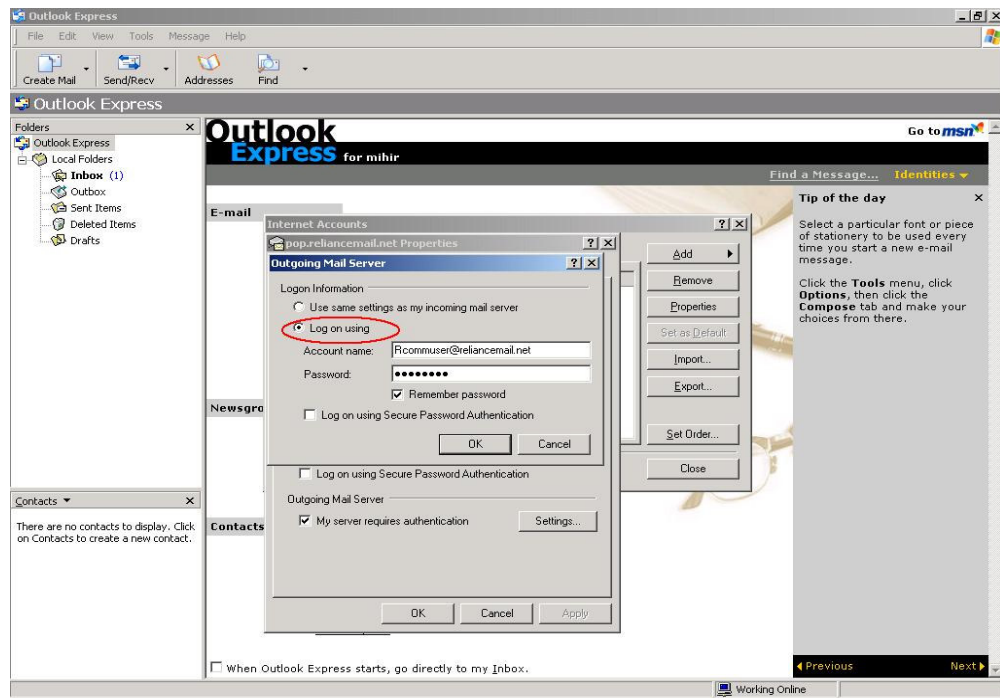 Outlook Express
File Edit View Tools Message Help
Create Mail Send/Recv Addresses Find
Outlook Express
Folders
Outlook Express
Local Folders
Inbox (1)
Outbox
Sent Items
Deleted Items
Drafts
Contacts
There are no contacts to display. Click
on Contacts to create a new contact.
Outlook
Express for mihir
Go to msn
Find a Message... Identities
E-mail
Newsgro
Contacts
When Outlook Express starts, go directly to my Inbox.
Internet Accounts
Add
Remove
Properties
Set as Default
Import...
Export...
Set Order...
Close
pop.reliancemail.net Properties
Outgoing Mail Server
Logon Information
Use same settings as my incoming mail server
Log on using
Account name: Rcommuser@reliancemail.net
Password: ●●●●●●●●
Remember password
Log on using Secure Password Authentication
OK Cancel
Log on using Secure Password Authentication
Outgoing Mail Server
My server requires authentication Settings...
OK Cancel Apply
Tip of the day
Select a particular font or piece
of stationery to be used every
time you start a new e-mail
message.
Click the Tools menu, click
Options, then click the
Compose tab and make your
choices from there.
Previous Next
Working Online